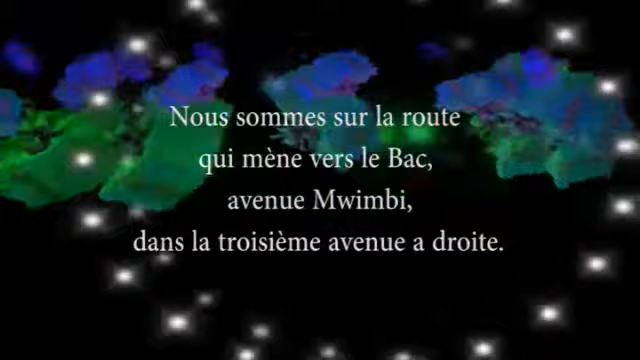 Nous sommes sur la route
qui mène vers le Bac,
avenue Mwimbi,
dans la troisième avenue a droite.